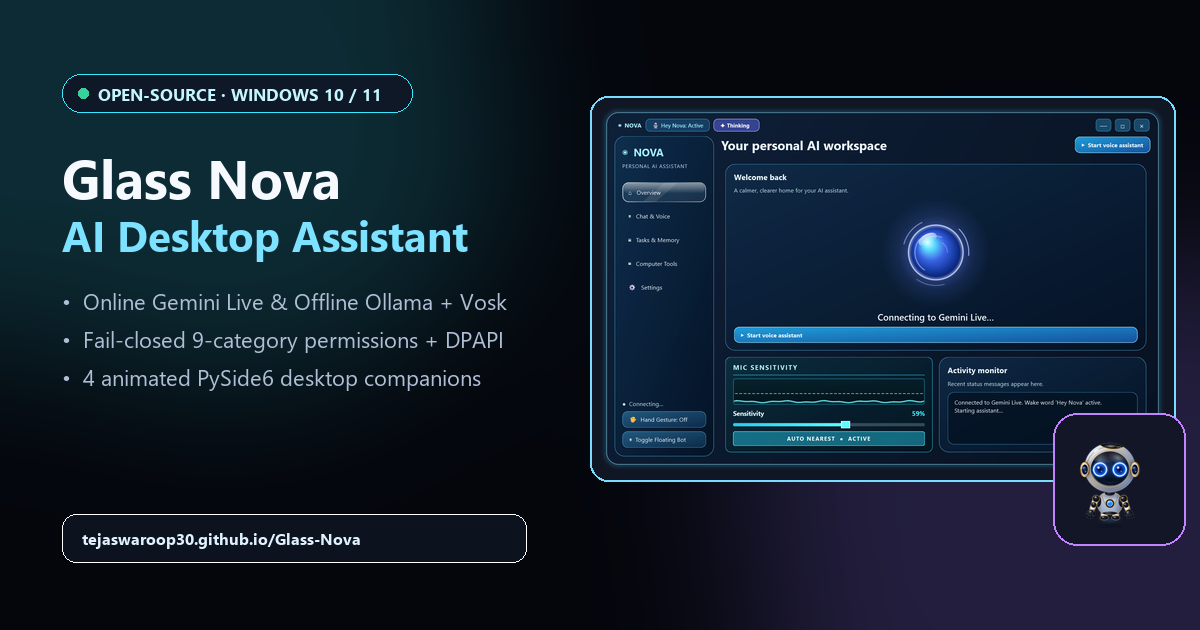 OPEN-SOURCE · WINDOWS 10 / 11
Glass Nova
AI Desktop Assistant
• Online Gemini Live & Offline Ollama + Vosk
• Fail-closed 9-category permissions + DPAPI
• 4 animated PySide6 desktop companions
tejaswaroop30.github.io/Glass-Nova
NOVA
Hey Nova: Active
Thinking
NOVA
PERSONAL AI ASSISTANT
Overview
Chat & Voice
Tasks & Memory
Computer Tools
Settings
Connecting...
Hand Gesture: Off
Toggle Floating Bot
Your personal AI workspace
Start voice assistant
Welcome back
A calmer, clearer home for your AI assistant.
Connecting to Gemini Live...
Start voice assistant
MIC SENSITIVITY
Sensitivity 59%
AUTO NEAREST • ACTIVE
Activity monitor
Recent status messages appear here.
Connected to Gemini Live. Wake word 'Hey Nova' active.
Starting assistant...